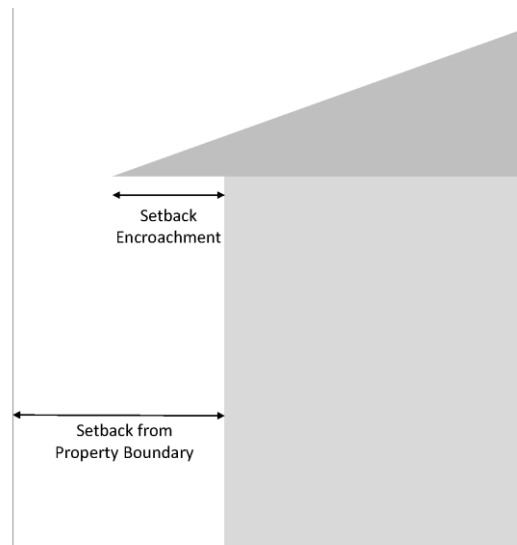 Setback
Encroachment
Setback from
Property Boundary